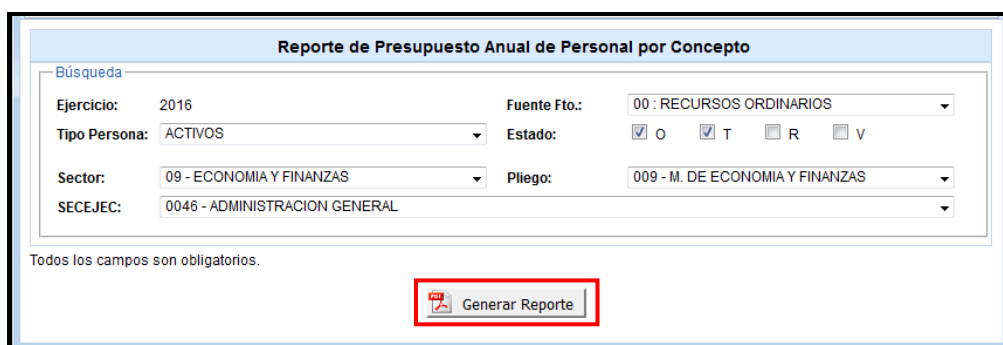 Reporte de Presupuesto Anual de Personal por Concepto
Búsqueda
Ejercicio: 2016 Fuente Fto.: 00 : RECURSOS ORDINARIOS
Tipo Persona: ACTIVOS Estado: O T R V
Sector: 09 - ECONOMIA Y FINANZAS Pliego: 009 - M. DE ECONOMIA Y FINANZAS
SECEJEC: 0046 - ADMINISTRACION GENERAL
Todos los campos son obligatorios.
Generar Reporte